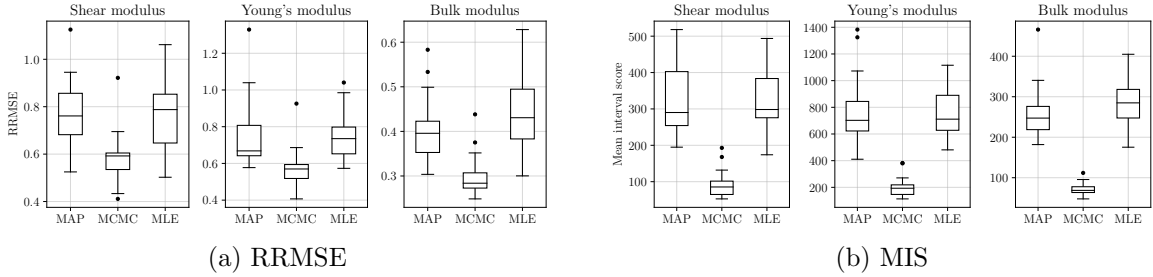 Shear modulus
Young's modulus
Bulk modulus
RRMSE
1.0
0.8
0.6
0.4
MAP MCMC MLE
1.2
1.0
0.8
0.6
0.4
MAP MCMC MLE
0.6
0.5
0.4
0.3
MAP MCMC MLE
(a) RRMSE
Shear modulus
Young's modulus
Bulk modulus
Mean interval score
500
400
300
200
100
MAP MCMC MLE
1400
1200
1000
800
600
400
200
MAP MCMC MLE
400
300
200
100
MAP MCMC MLE
(b) MIS